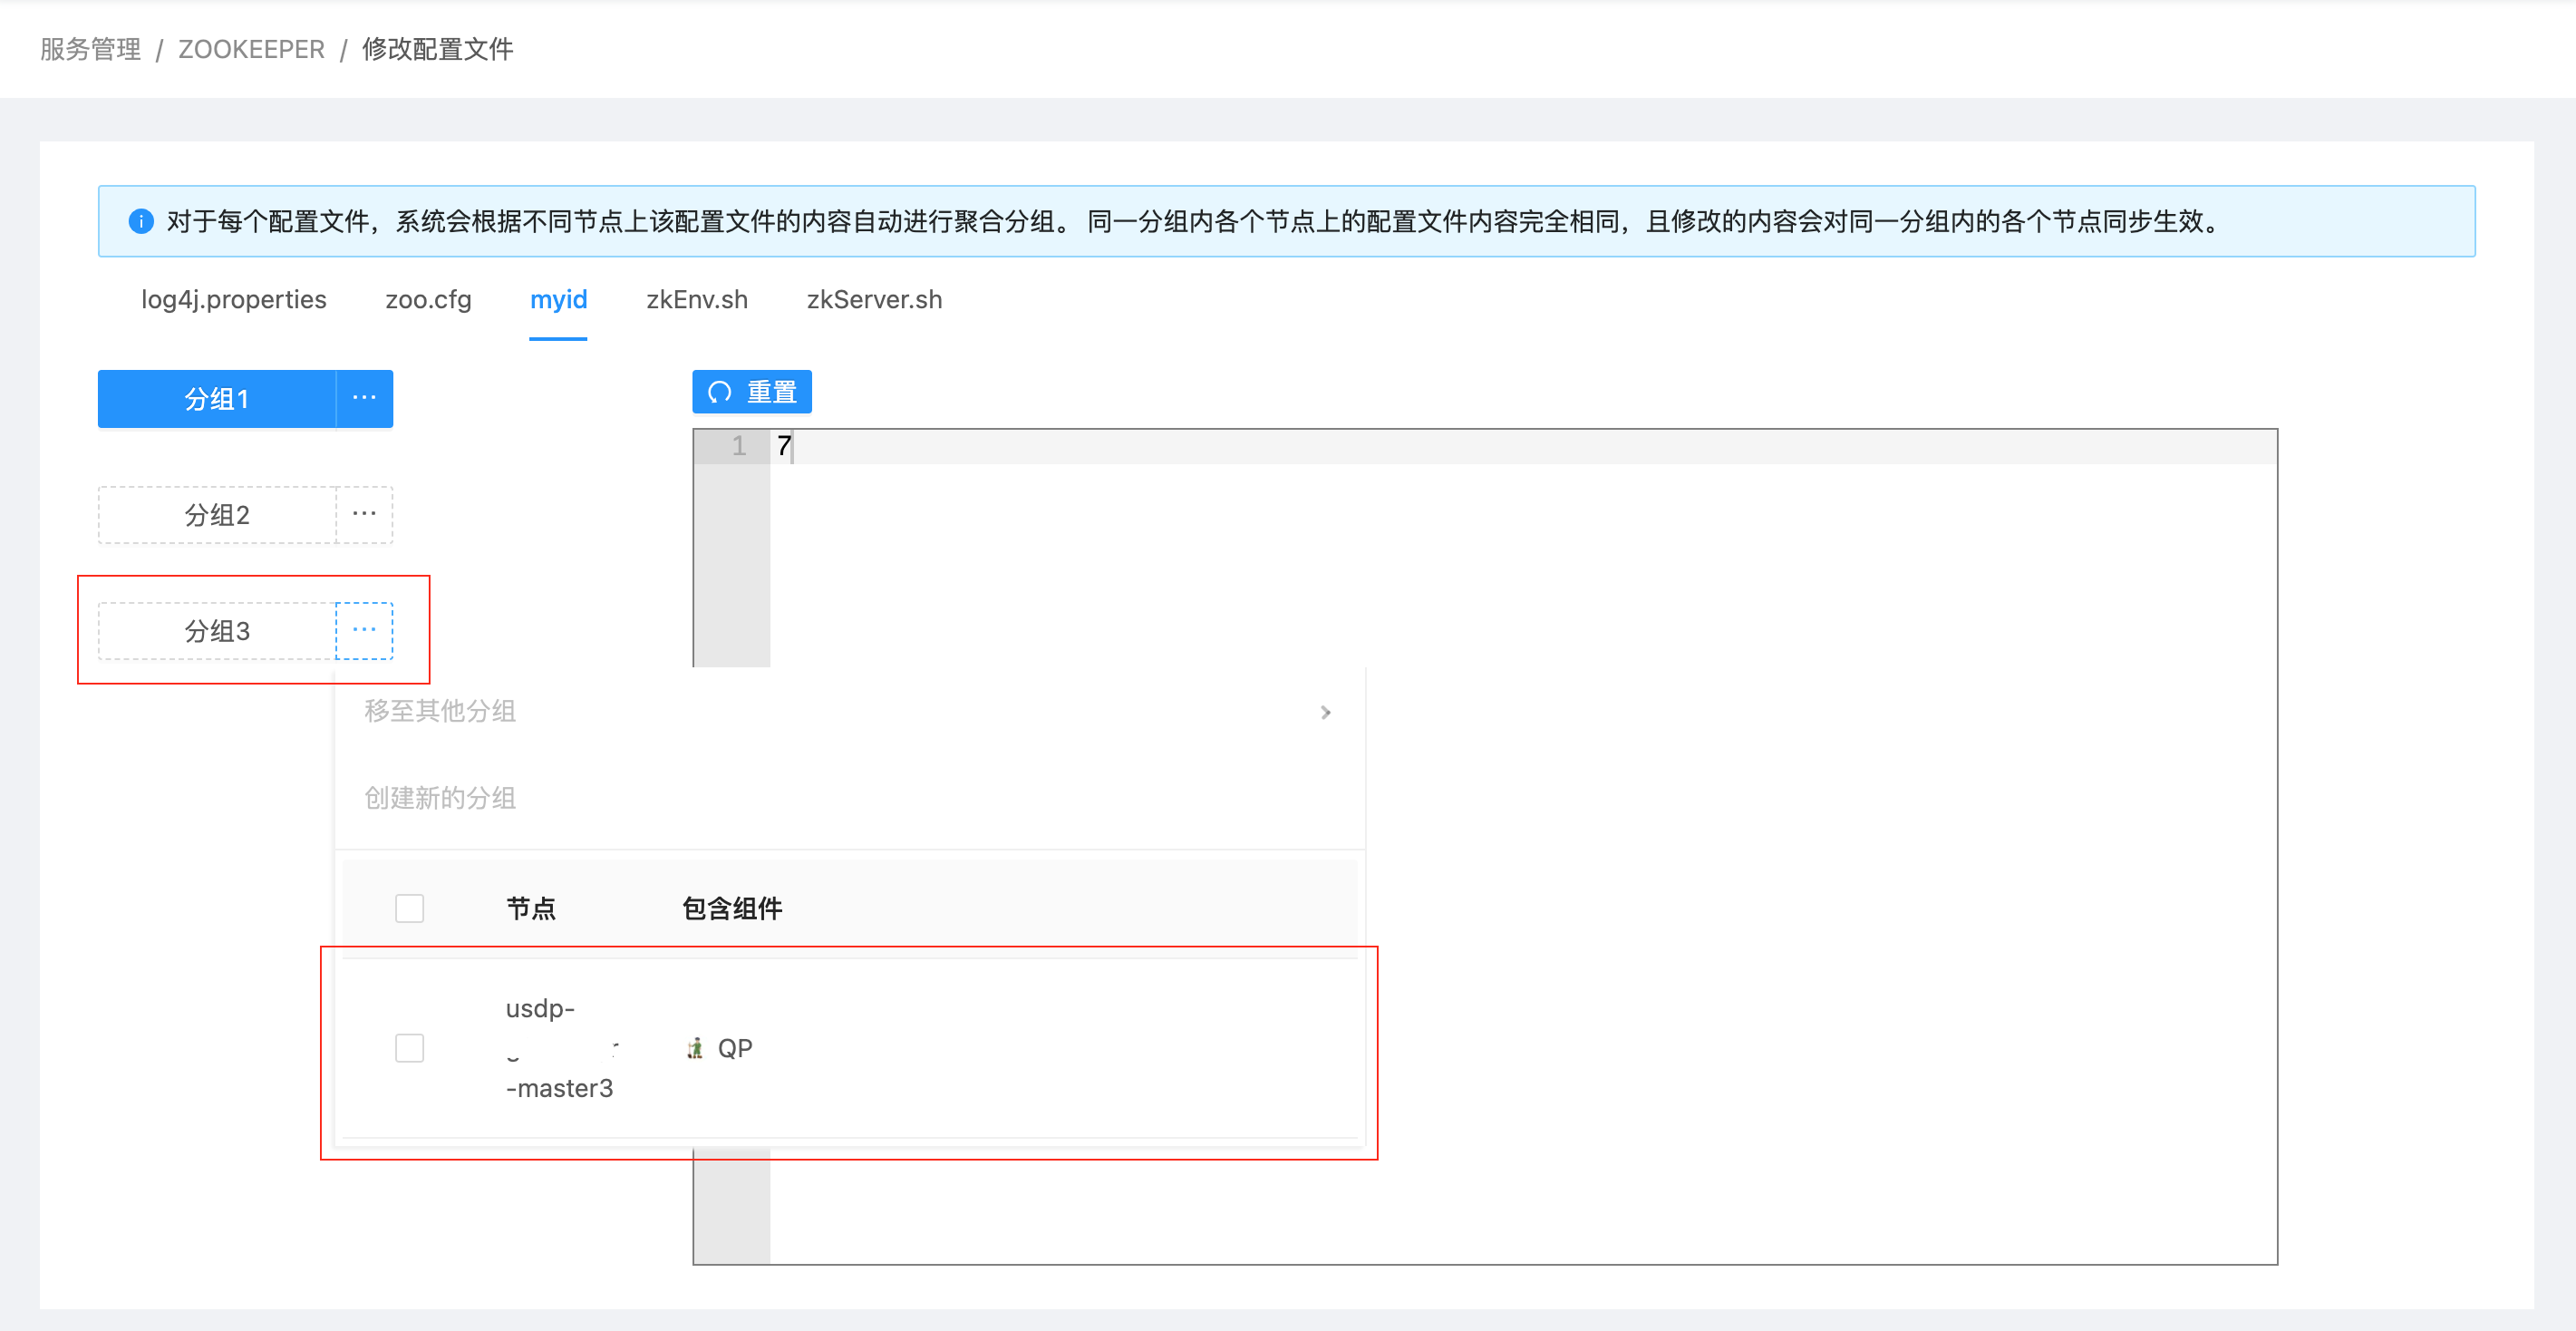 服务管理 / ZOOKEEPER / 修改配置文件
对于每个配置文件，系统会根据不同节点上该配置文件的内容自动进行聚合分组。 同一分组内各个节点上的配置文件内容完全相同，且修改的内容会对同一分组内的各个节点同步生效。
log4j.properties zoo.cfg myid zkEnv.sh zkServer.sh
分组1 ···
重置
1 7
分组2 ···
分组3 ···
移至其他分组
创建新的分组
节点 包含组件
usdp-
QP
-master3